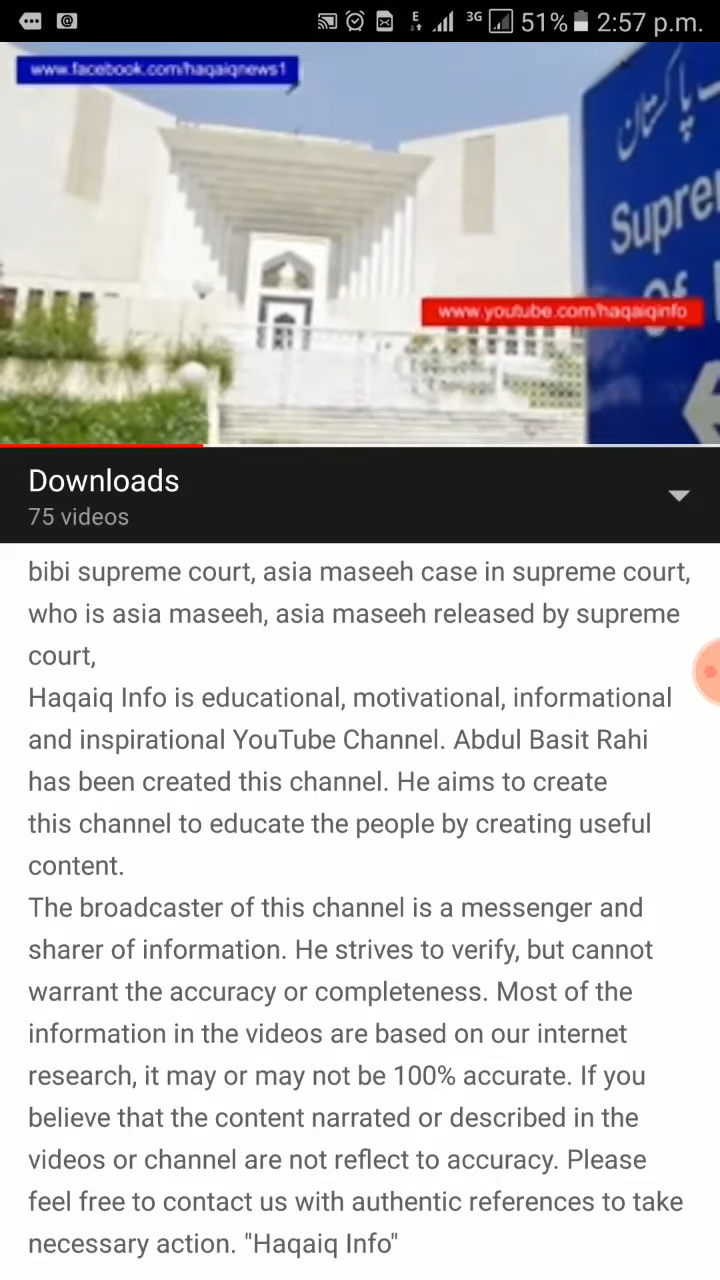 E 3G 51% 2:57 p.m.
www.facebook.com/haqaiqnews1
پاکستان
Supre
Of
www.youtube.com/haqaiqinfo
Downloads
75 videos
bibi supreme court, asia maseeh case in supreme court,
who is asia maseeh, asia maseeh released by supreme
court,
Haqaiq Info is educational, motivational, informational
and inspirational YouTube Channel. Abdul Basit Rahi
has been created this channel. He aims to create
this channel to educate the people by creating useful
content.
The broadcaster of this channel is a messenger and
sharer of information. He strives to verify, but cannot
warrant the accuracy or completeness. Most of the
information in the videos are based on our internet
research, it may or may not be 100% accurate. If you
believe that the content narrated or described in the
videos or channel are not reflect to accuracy. Please
feel free to contact us with authentic references to take
necessary action. "Haqaiq Info"